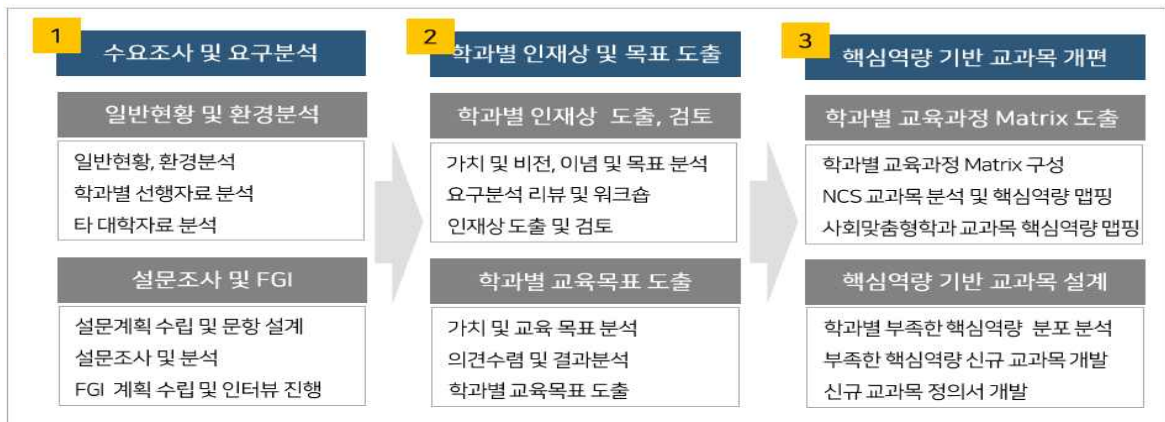 1
수요조사 및 요구분석
일반현황 및 환경분석
일반현황, 환경분석
학과별 선행자료 분석
타 대학자료 분석
설문조사 및 FGI
설문계획 수립 및 문항 설계
설문조사 및 분석
FGI 계획 수립 및 인터뷰 진행
2
학과별 인재상 및 목표 도출
학과별 인재상 도출, 검토
가치 및 비전, 이념 및 목표 분석
요구분석 리뷰 및 워크숍
인재상 도출 및 검토
학과별 교육목표 도출
가치 및 교육 목표 분석
의견수렴 및 결과분석
학과별 교육목표 도출
3
핵심역량 기반 교과목 개편
학과별 교육과정 Matrix 도출
학과별 교육과정 Matrix 구성
NCS 교과목 분석 및 핵심역량 맵핑
사회맞춤형학과 교과목 핵심역량 맵핑
핵심역량 기반 교과목 설계
학과별 부족한 핵심역량 분포 분석
부족한 핵심역량 신규 교과목 개발
신규 교과목 정의서 개발